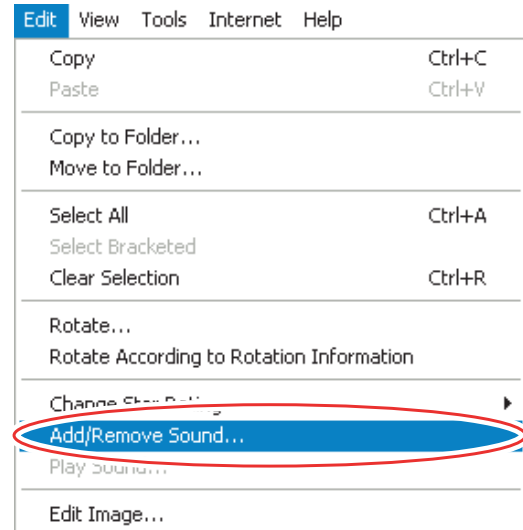 Edit View Tools Internet Help
Copy Ctrl+C
Paste Ctrl+V
Copy to Folder...
Move to Folder...
Select All Ctrl+A
Select Bracketed
Clear Selection Ctrl+R
Rotate...
Rotate According to Rotation Information
Change Star Rating
Add/Remove Sound...
Play Sound...
Edit Image...